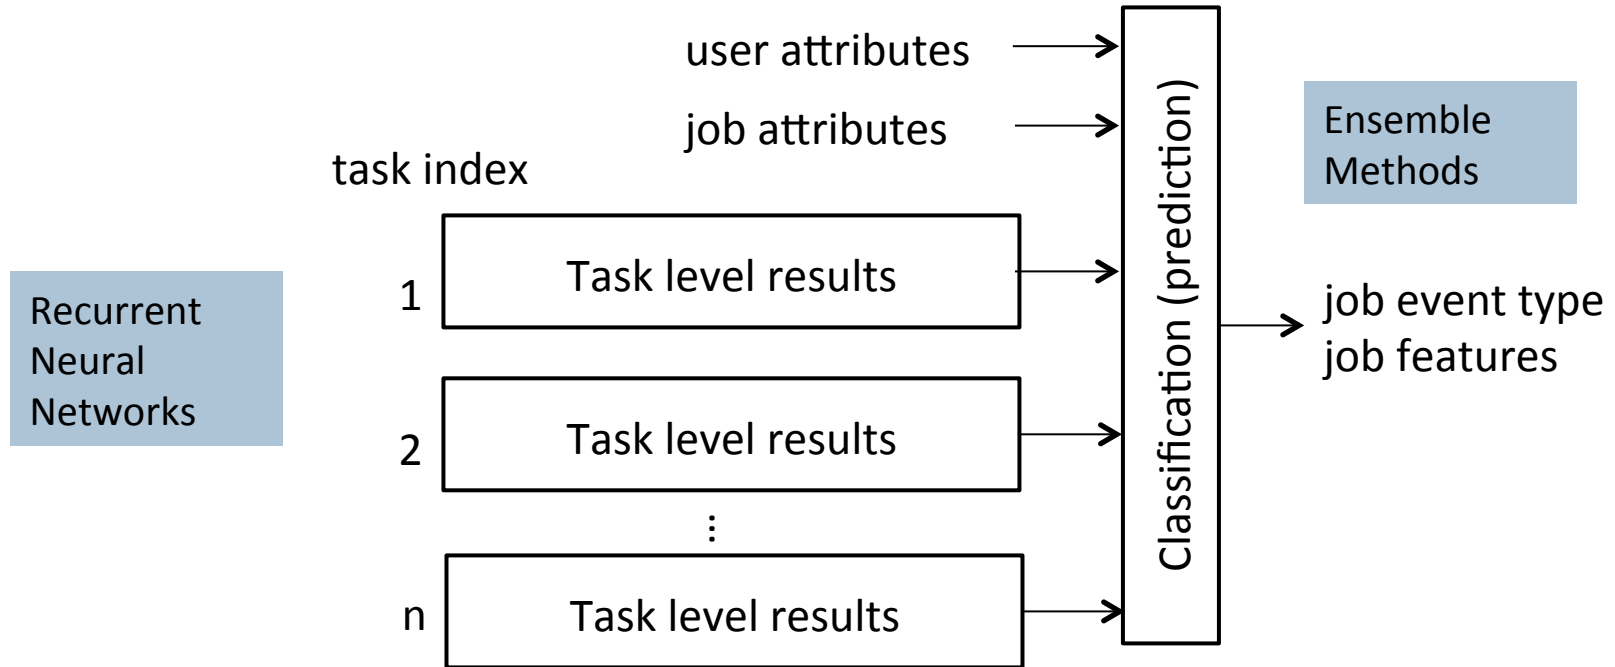 user attributes
job attributes
task index
Recurrent
Neural
Networks
1
Task level results
2
Task level results
...
n
Task level results
Classification (prediction)
Ensemble
Methods
job event type
job features